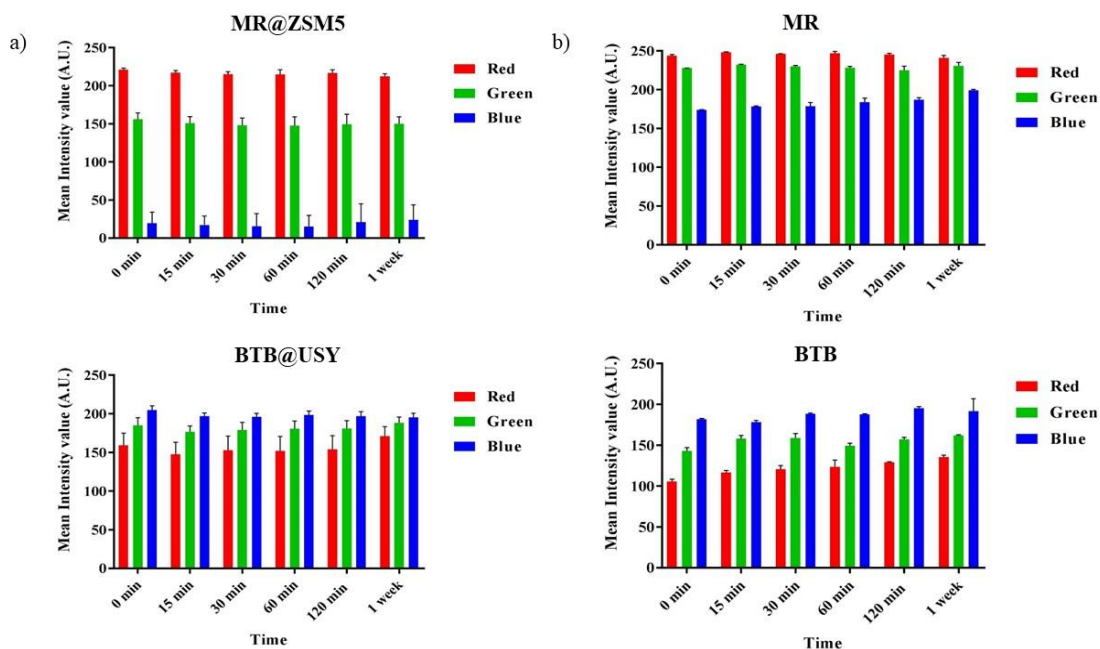 a)
MR@ZSM5
Mean Intensity value (A.U.)
250
200
150
100
50
0
0 min
15 min
30 min
60 min
120 min
1 week
Time
Red
Green
Blue
b)
MR
Mean Intensity value (A.U.)
250
200
150
100
50
0
0 min
15 min
30 min
60 min
120 min
1 week
Time
Red
Green
Blue
BTB@USY
Mean Intensity value (A.U.)
250
200
150
100
50
0
0 min
15 min
30 min
60 min
120 min
1 week
Time
Red
Green
Blue
BTB
Mean Intensity value (A.U.)
250
200
150
100
50
0
0 min
15 min
30 min
60 min
120 min
1 week
Time
Red
Green
Blue